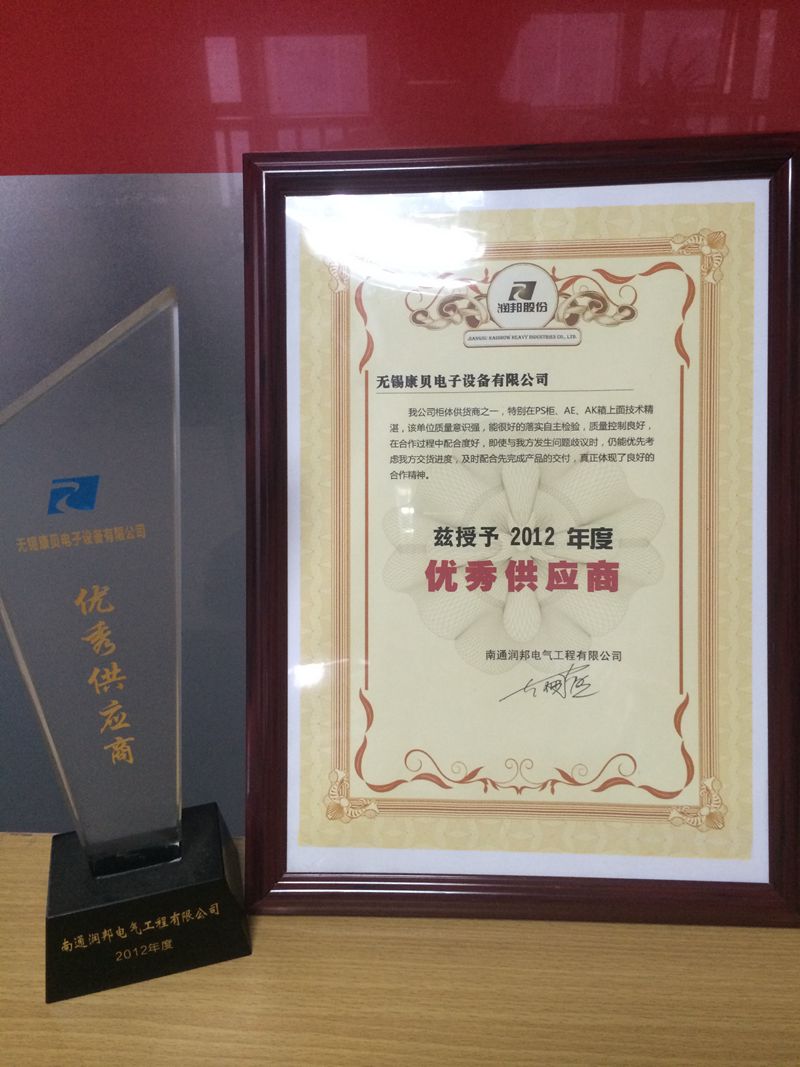 润邦股份
JIANGSU RAINBOW HEAVY INDUSTRIES CO., LTD.
无锡康贝电子设备有限公司
我公司柜体供货商之一，特别在PS柜、AE、AK箱上面技术精
湛，该单位质量意识强，能很好的落实自主检验，质量控制良好，
在合作过程中配合度好，即使与我方发生问题歧议时，仍能优先考
虑我方交货进度，及时配合先完成产品的交付，真正体现了良好的
合作精神。
兹授予 2012 年度
优秀供应商
南通润邦电气工程有限公司
无锡康贝电子设备有限公司
优秀供应商
南通润邦电气工程有限公司
2012年度